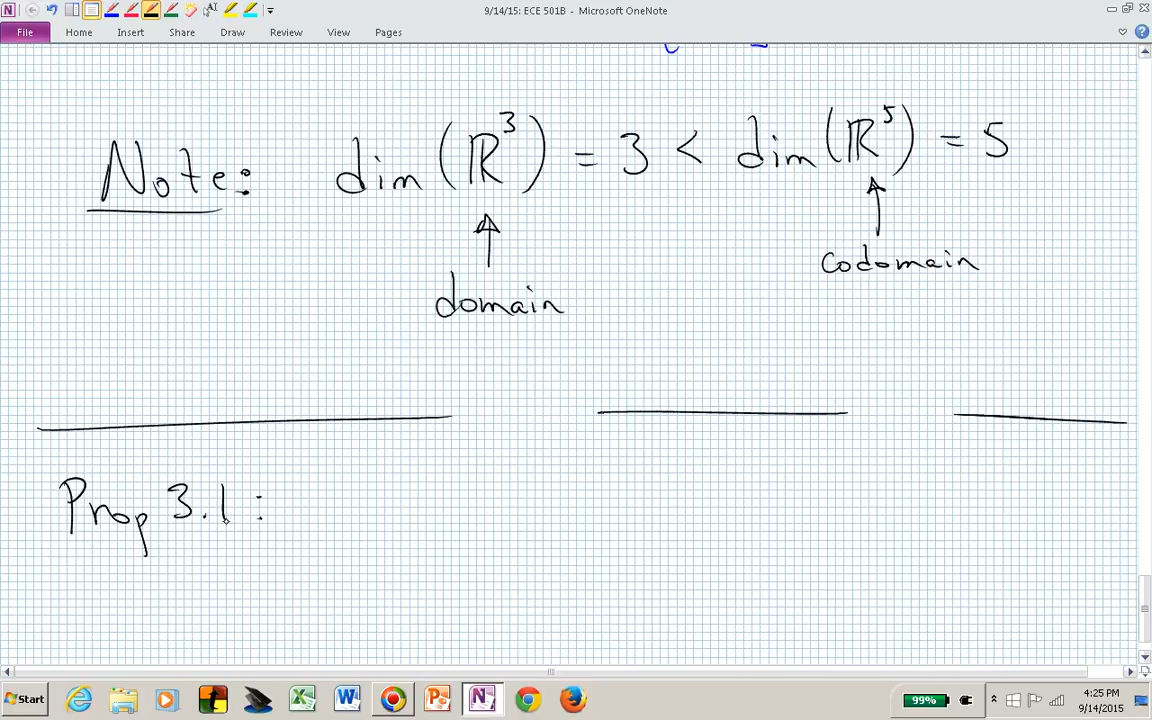 9/14/15: ECE 501B - Microsoft OneNote
File Home Insert Share Draw Review View Pages
Note: dim (ℝ³) = 3 < dim (ℝ⁵) = 5
codomain
domain
Prop 3.1:
Start
99%
4:25 PM
9/14/2015